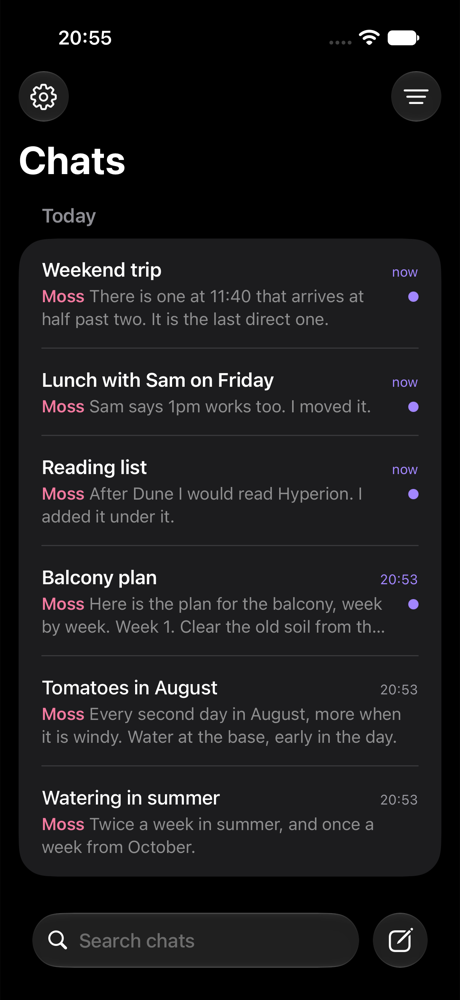 20:55
Chats
Today
Weekend trip
now
Moss There is one at 11:40 that arrives at
half past two. It is the last direct one.
Lunch with Sam on Friday
now
Moss Sam says 1pm works too. I moved it.
Reading list
now
Moss After Dune I would read Hyperion. I
added it under it.
Balcony plan
20:53
Moss Here is the plan for the balcony, week
by week. Week 1. Clear the old soil from th…
Tomatoes in August
20:53
Moss Every second day in August, more when
it is windy. Water at the base, early in the day.
Watering in summer
20:53
Moss Twice a week in summer, and once a
week from October.
Search chats